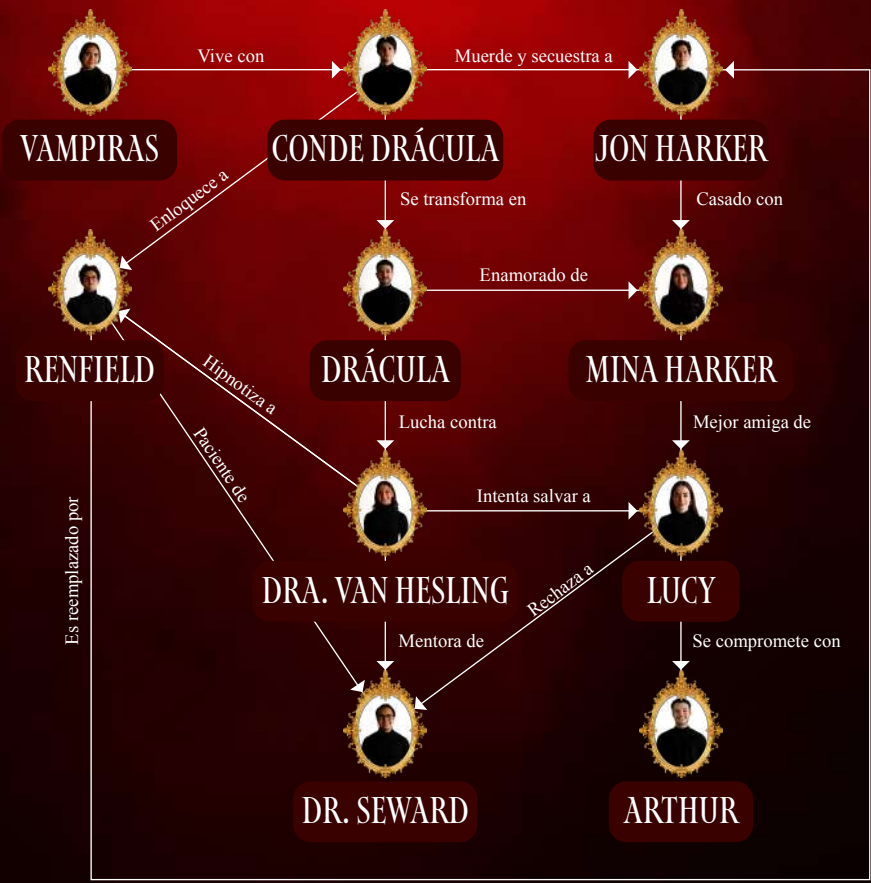 Vive con
Muerde y secuestra a
VAMPIRAS
CONDE DRÁCULA
JON HARKER
Enloquece a
Se transforma en
Casado con
Enamorado de
RENFIELD
DRÁCULA
MINA HARKER
Hipnotiza a
Lucha contra
Mejor amiga de
Paciente de
Intenta salvar a
Es reemplazado por
DRA. VAN HESLING
Rechaza a
LUCY
Mentora de
Se compromete con
DR. SEWARD
ARTHUR